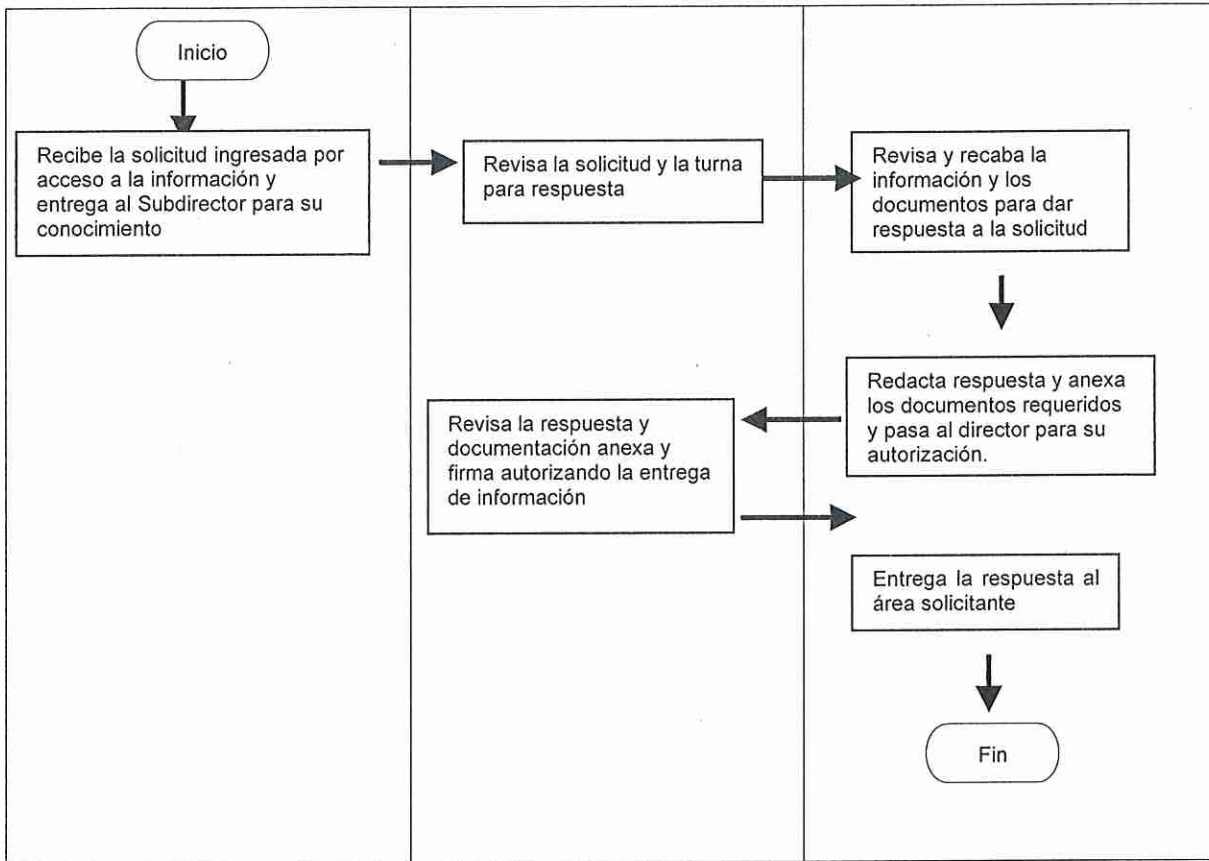 Inicio
Recibe la solicitud ingresada por
acceso a la información y
entrega al Subdirector para su
conocimiento
Revisa la solicitud y la turna
para respuesta
Revisa y recaba la
información y los
documentos para dar
respuesta a la solicitud
Redacta respuesta y anexa
los documentos requeridos
y pasa al director para su
autorización.
Revisa la respuesta y
documentación anexa y
firma autorizando la entrega
de información
Entrega la respuesta al
área solicitante
Fin